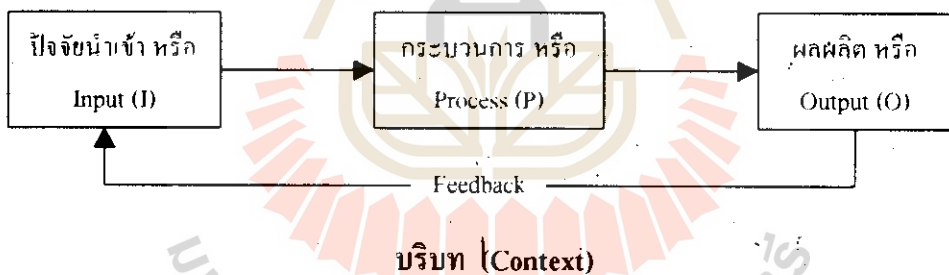 ปัจจัยนำเข้า หรือ
Input (I)
กระบวนการ หรือ
Process (P)
ผลผลิต หรือ
Output (O)
Feedback
บริบท (Context)